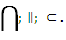 ⋂; ∥; ⊂.